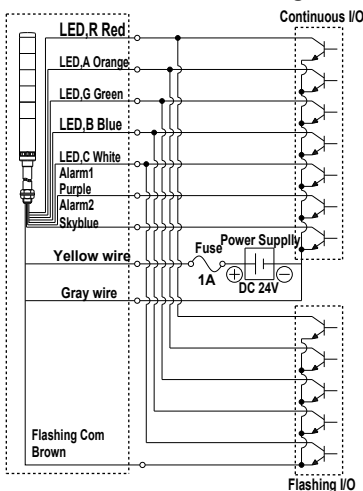 Continuous I/O
LED,R Red
LED,A Orange
LED,G Green
LED,B Blue
LED,C White
Alarm1
Purple
Alarm2
Skyblue
Yellow wire
Fuse
1A
Power Supplly
DC 24V
Gray wire
Flashing Com
Brown
Flashing I/O